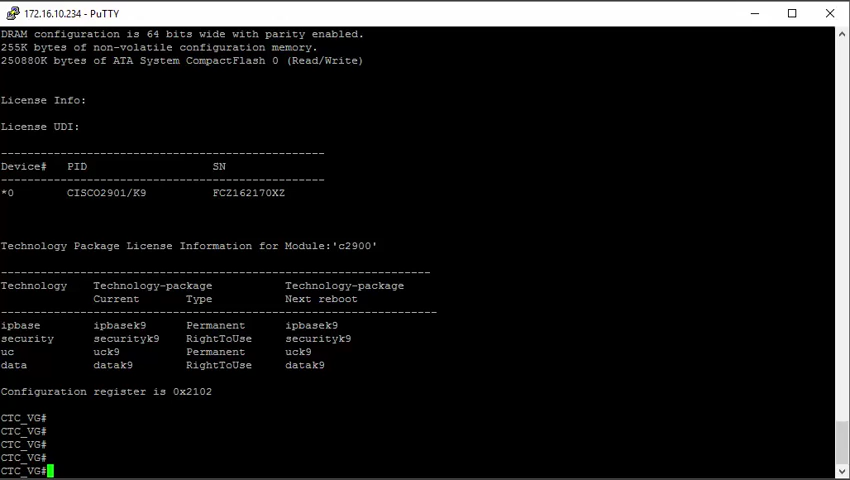 172.16.10.234 - PuTTY
DRAM configuration is 64 bits wide with parity enabled.
255K bytes of non-volatile configuration memory.
250880K bytes of ATA System CompactFlash 0 (Read/Write)
License Info:
License UDI:
-------------------------------------------------
Device#   PID                   SN
-------------------------------------------------
*0        CISCO2901/K9          FCZ162170XZ
Technology Package License Information for Module:'c2900'
-----------------------------------------------------------------
Technology    Technology-package           Technology-package
              Current       Type           Next reboot
------------------------------------------------------------------
ipbase        ipbasek9      Permanent      ipbasek9
security      securityk9    RightToUse     securityk9
uc            uck9          Permanent      uck9
data          datak9        RightToUse     datak9
Configuration register is 0x2102
CTC_VG#
CTC_VG#
CTC_VG#
CTC_VG#
CTC_VG#